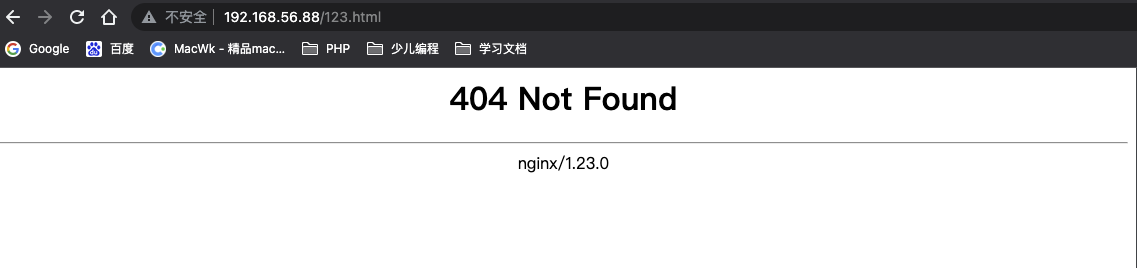 不安全 192.168.56.88/123.html
Google 百度 MacWk - 精品mac... PHP 少儿编程 学习文档
404 Not Found
nginx/1.23.0